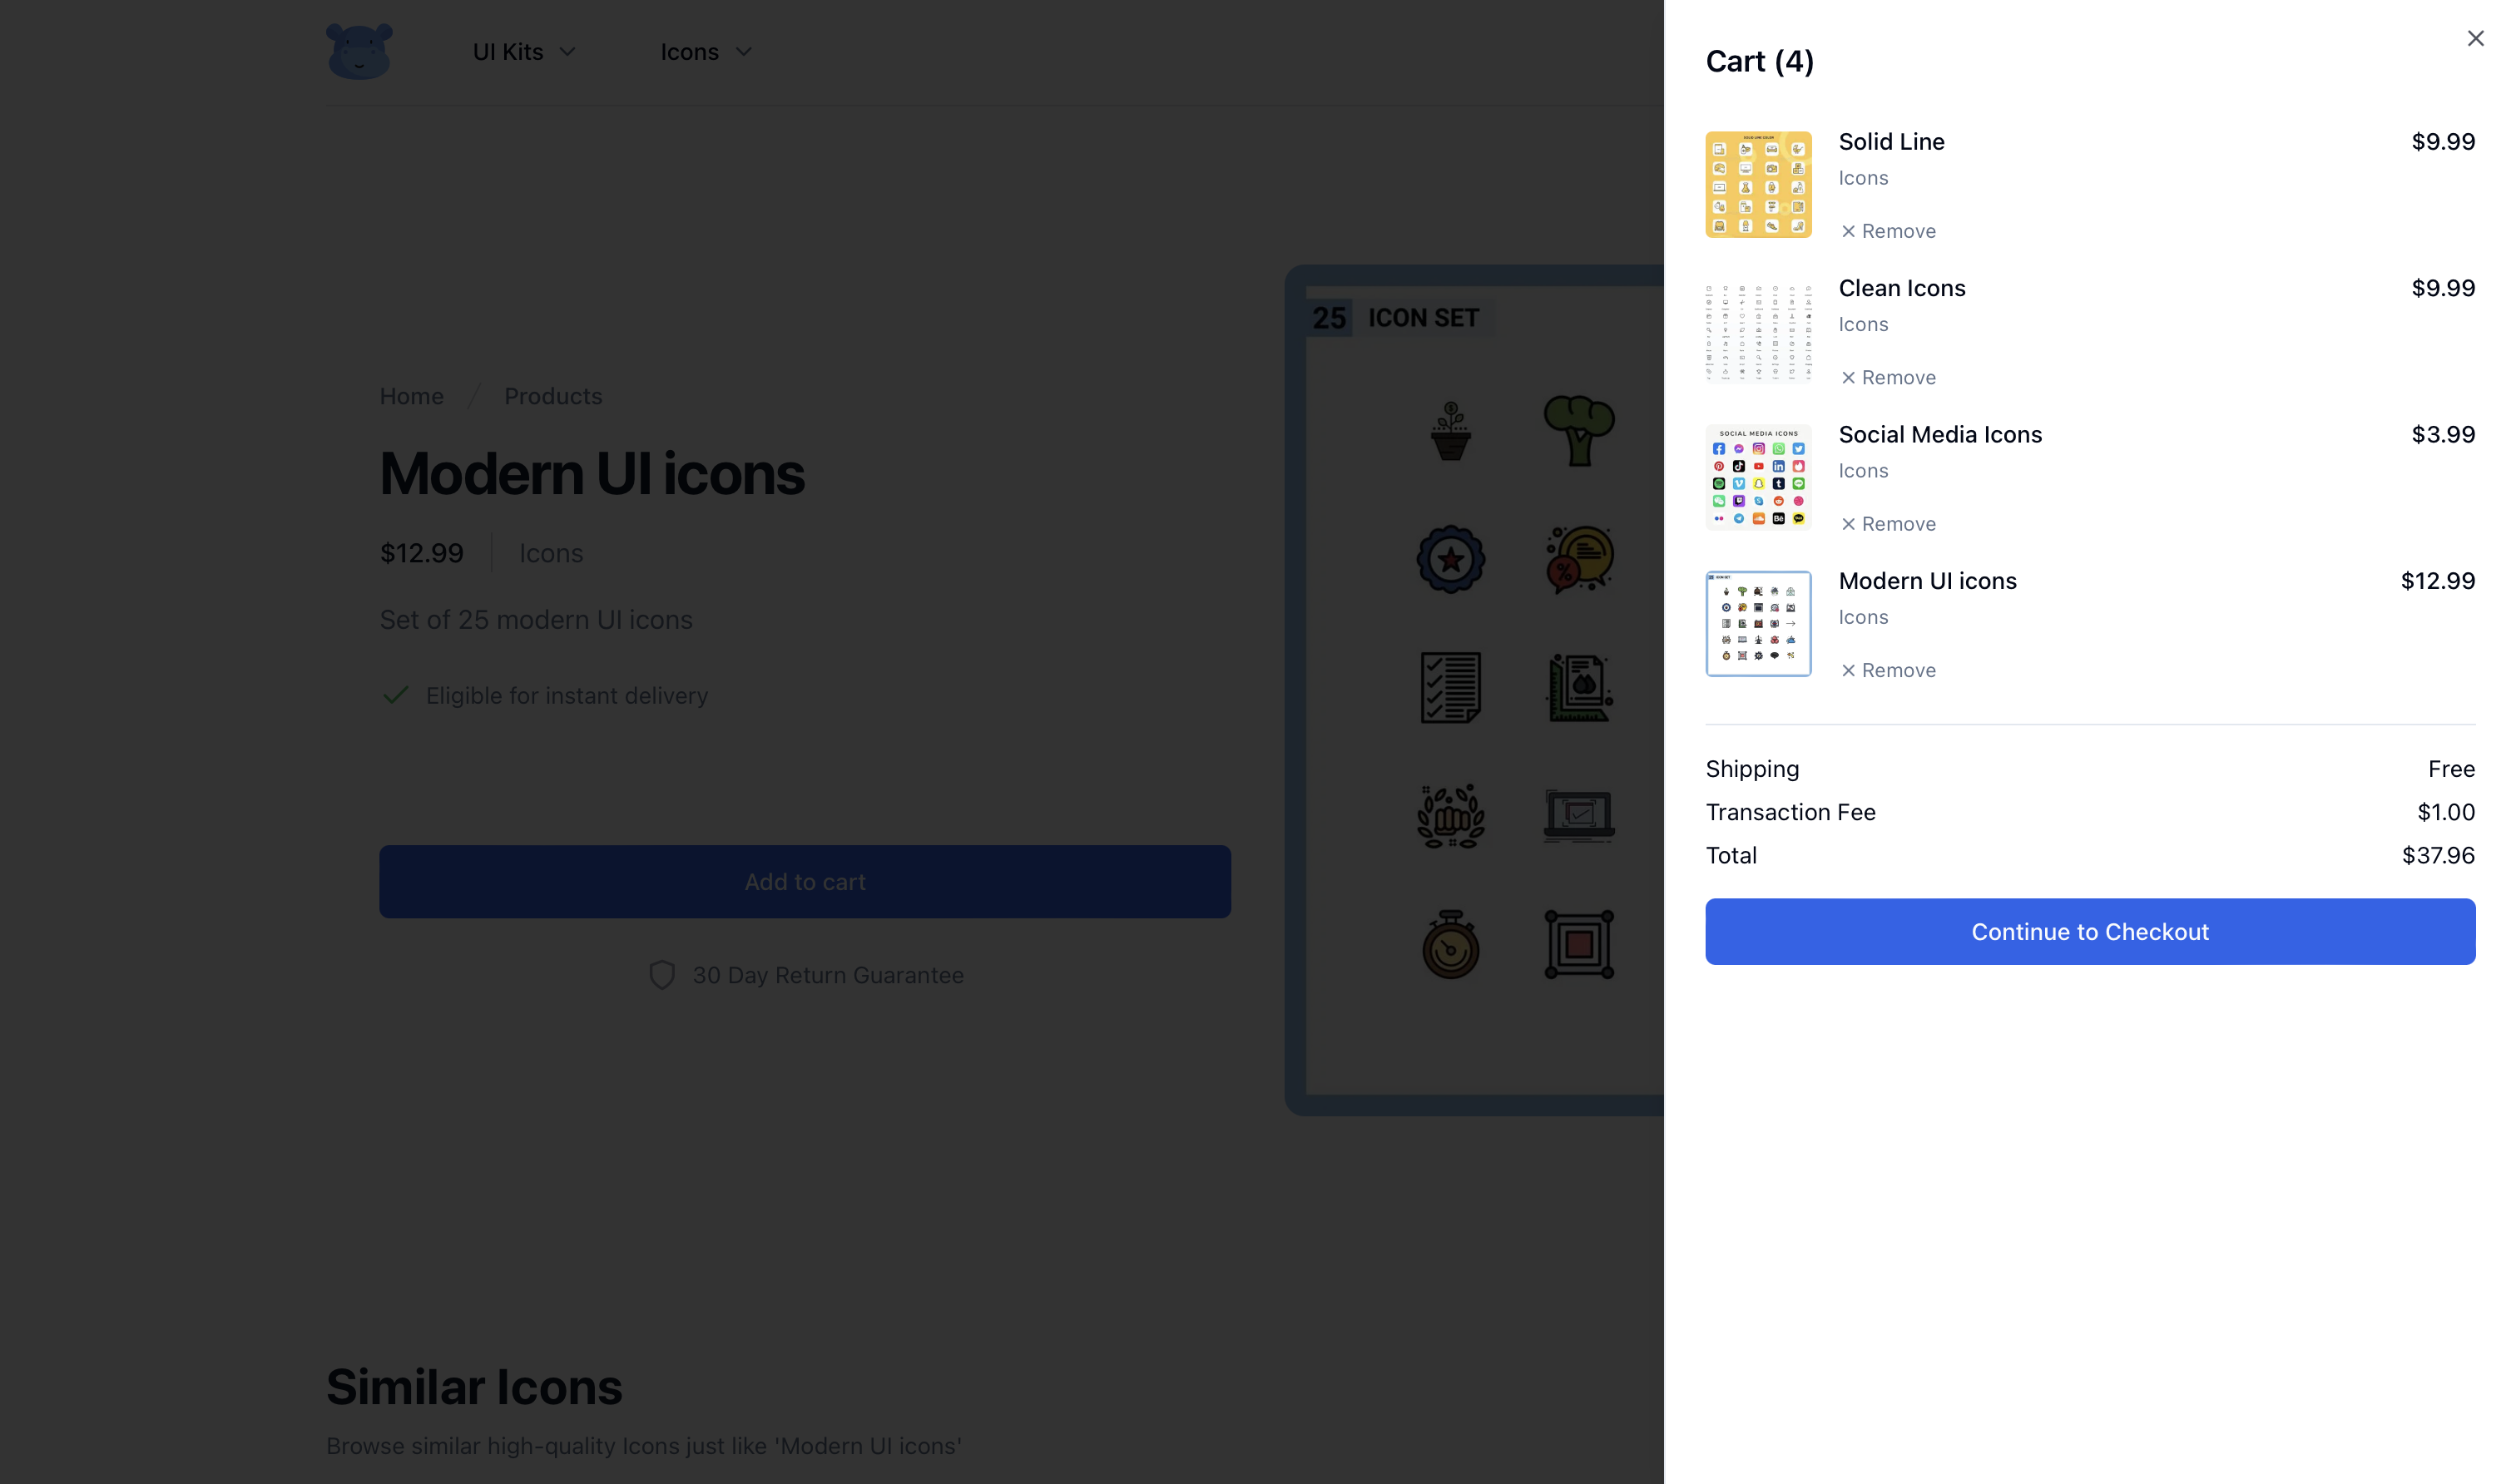 UI Kits
Icons
Home / Products
Modern UI icons
$12.99
Icons
Set of 25 modern UI icons
Eligible for instant delivery
Add to cart
30 Day Return Guarantee
25 ICON SET
Similar Icons
Browse similar high-quality Icons just like 'Modern UI icons'
Cart (4)
Solid Line
$9.99
Icons
Remove
Clean Icons
$9.99
Icons
Remove
SOCIAL MEDIA ICONS
Social Media Icons
$3.99
Icons
Remove
Modern UI icons
$12.99
Icons
Remove
Shipping
Free
Transaction Fee
$1.00
Total
$37.96
Continue to Checkout